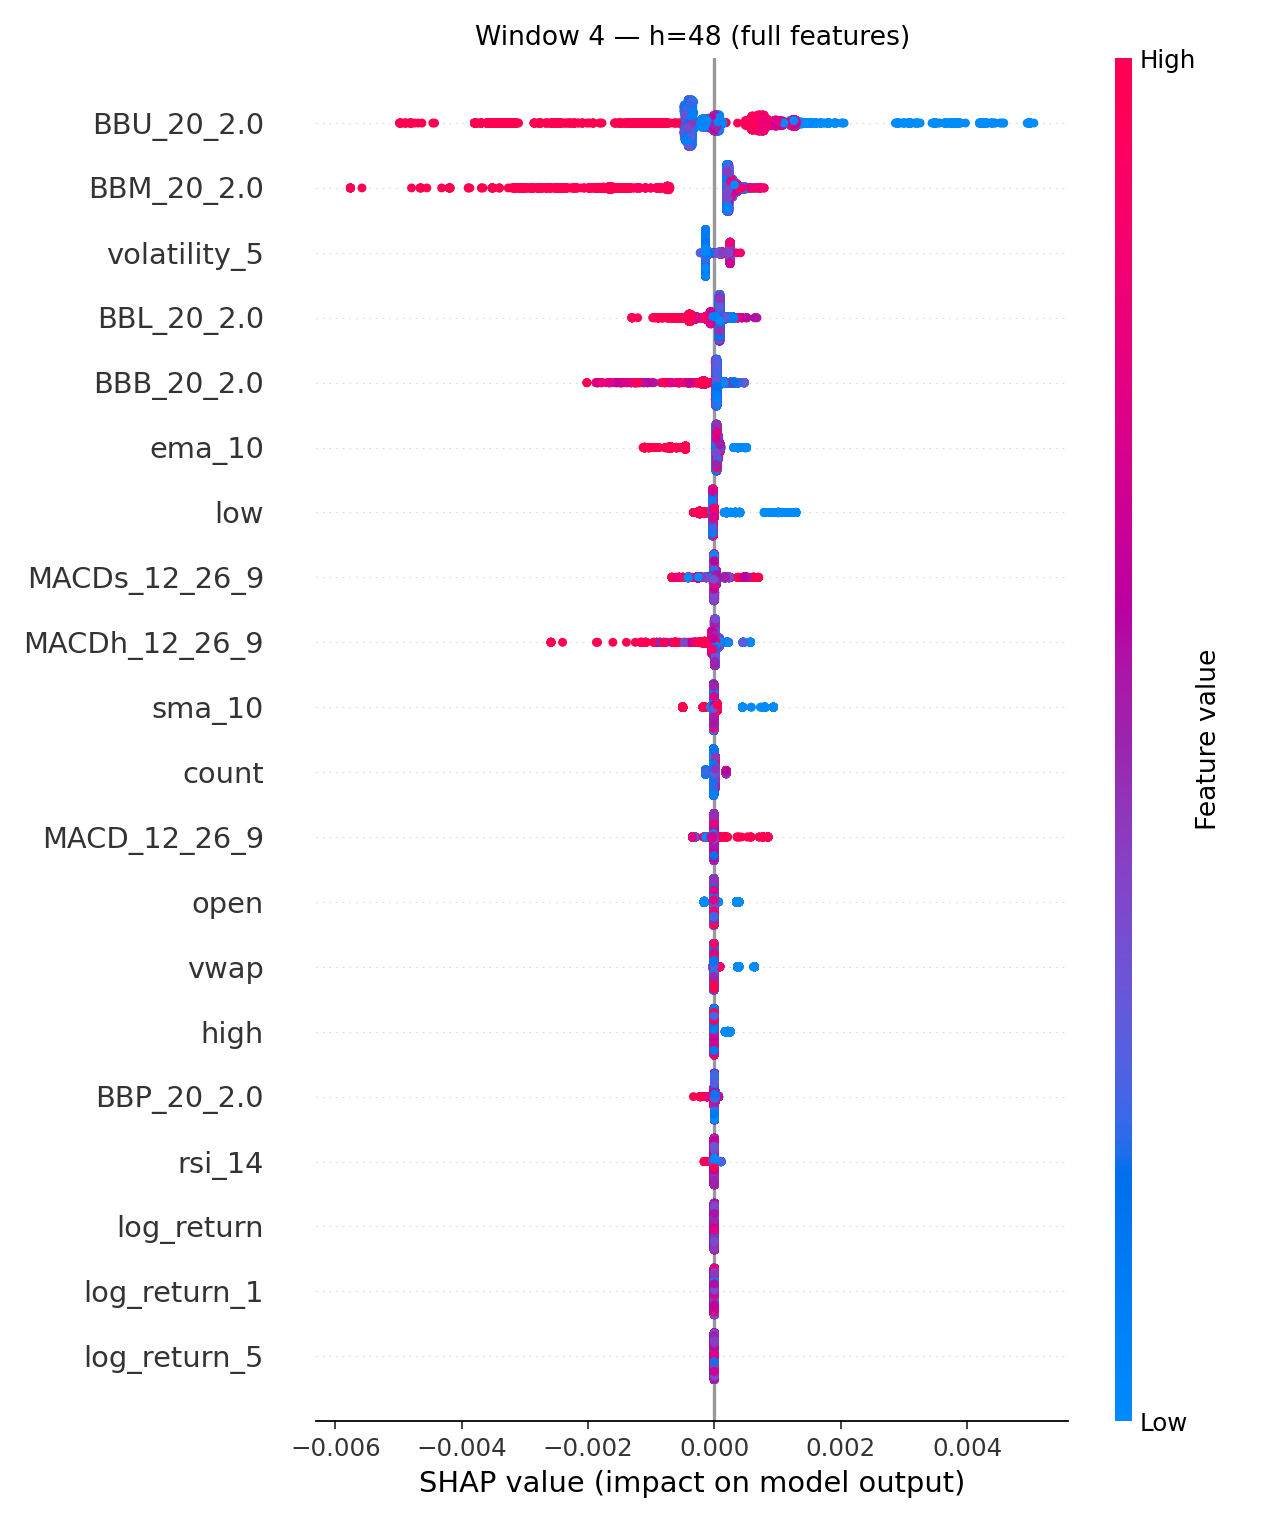 Window 4 — h=48 (full features)
High
BBU_20_2.0
BBM_20_2.0
volatility_5
BBL_20_2.0
BBB_20_2.0
ema_10
low
MACDs_12_26_9
MACDh_12_26_9
sma_10
count
MACD_12_26_9
open
vwap
high
BBP_20_2.0
rsi_14
log_return
log_return_1
log_return_5
Feature value
Low
−0.006 −0.004 −0.002 0.000 0.002 0.004
SHAP value (impact on model output)